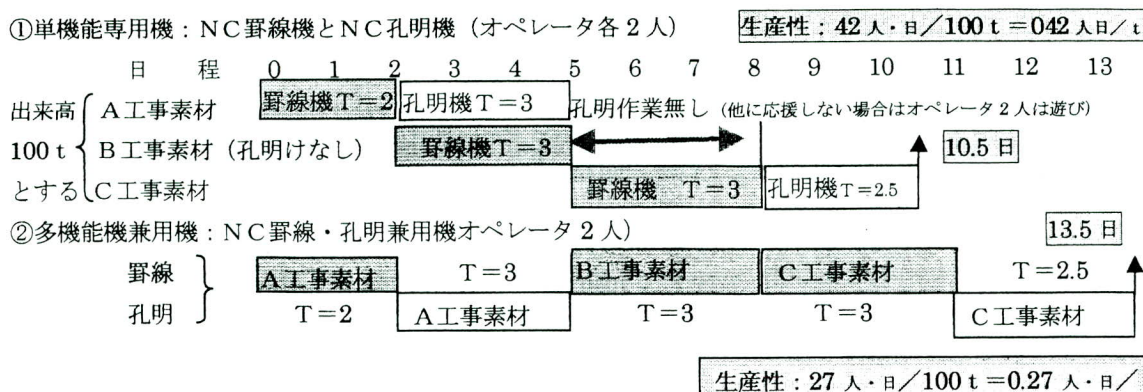 ①単機能専用機：ＮＣ罫線機とＮＣ孔明機（オペレータ各２人）
生産性：42人・日／100ｔ＝042人日／ｔ
日　程　0　1　2　3　4　5　6　7　8　9　10　11　12　13
出来高　Ａ工事素材　罫線機Ｔ＝2　孔明機Ｔ＝3　孔明作業無し（他に応援しない場合はオペレータ２人は遊び）
100ｔ　Ｂ工事素材（孔明けなし）　罫線機Ｔ＝3　10.5日
とする　Ｃ工事素材　罫線機　Ｔ＝3　孔明機Ｔ＝2.5
②多機能機兼用機：ＮＣ罫線・孔明兼用機オペレータ２人）　13.5日
罫線　Ａ工事素材　Ｔ＝3　Ｂ工事素材　Ｃ工事素材　Ｔ＝2.5
孔明　Ｔ＝2　Ａ工事素材　Ｔ＝3　Ｔ＝3　Ｃ工事素材
生産性：27人・日／100ｔ＝0.27人・日／